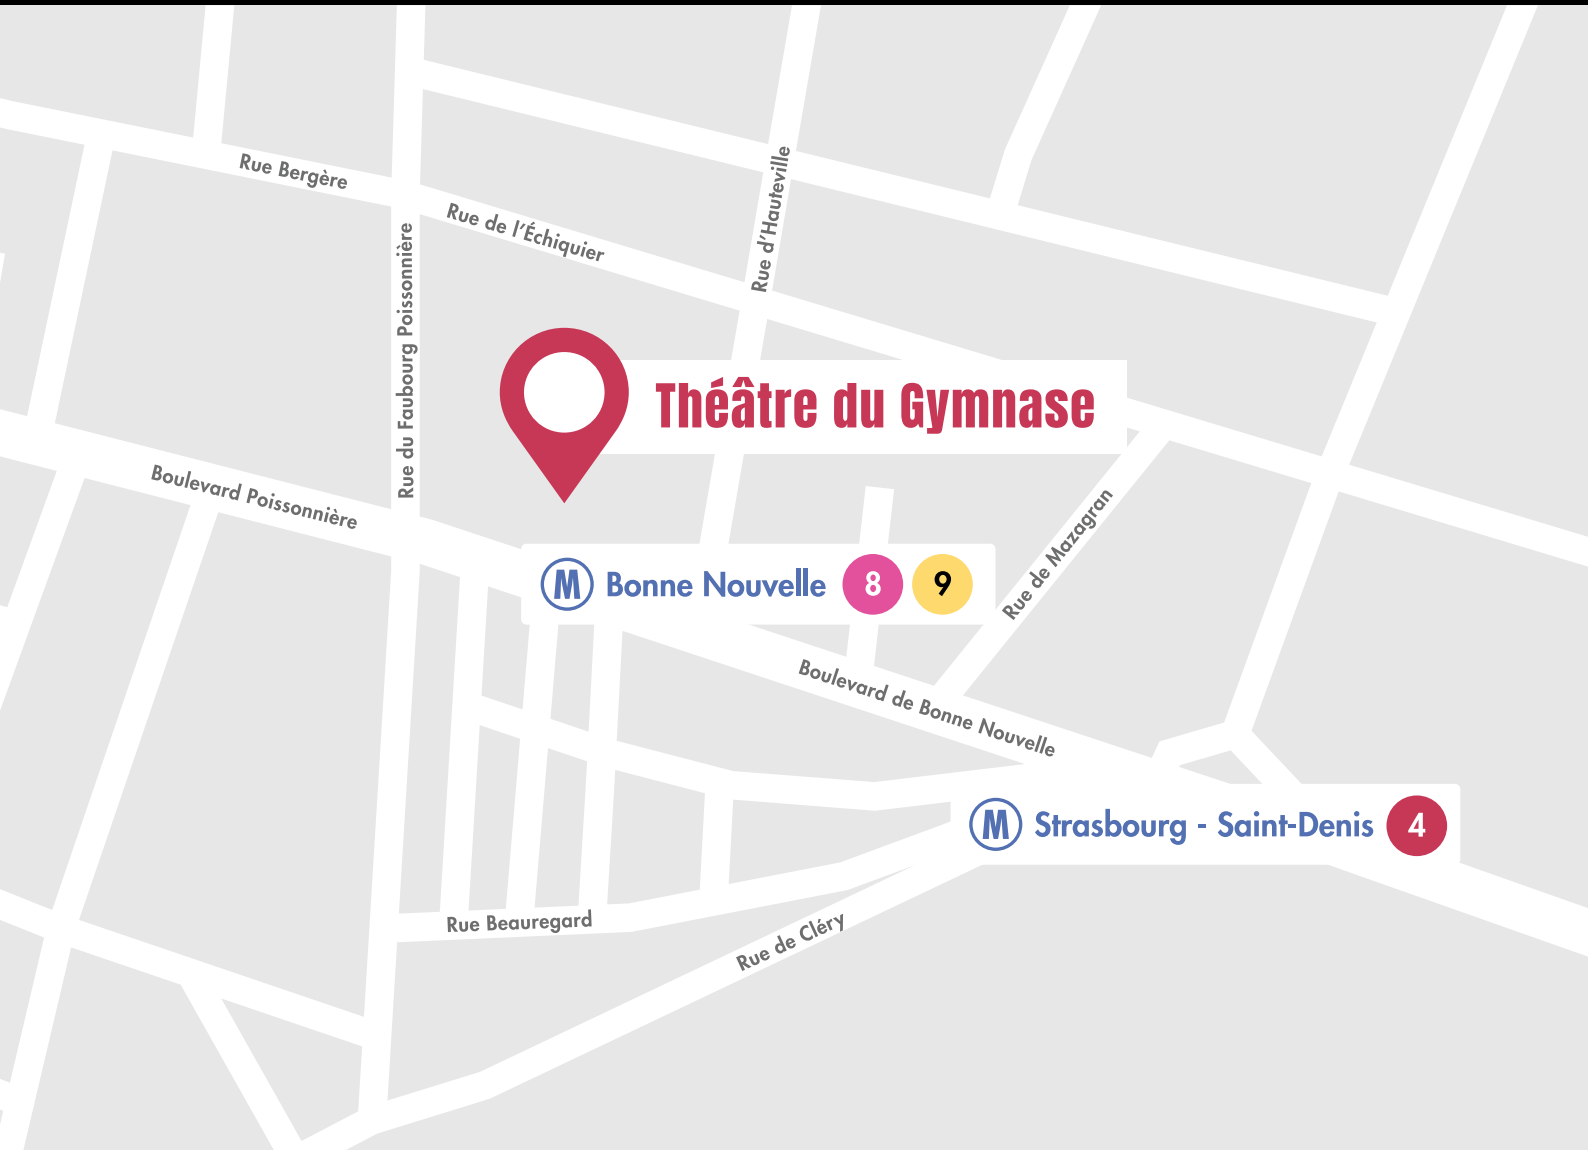 Rue Bergère
Rue de l'Échiquier
Rue d'Hauteville
Rue du Faubourg Poissonnière
Théâtre du Gymnase
Boulevard Poissonnière
Rue de Mazagran
M Bonne Nouvelle 8 9
Boulevard de Bonne Nouvelle
M Strasbourg - Saint-Denis 4
Rue Beauregard
Rue de Cléry